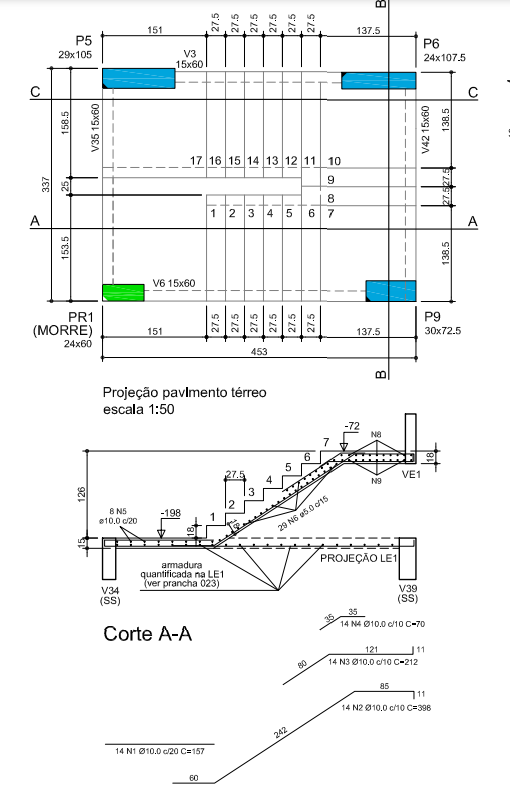 B
151
27.5 27.5 27.5 27.5 27.5 27.5
137.5
P5
29x105
V3
15x60
P6
24x107.5
C
C
158.5
V35 15x60
V42 15x60
138.5
17 16 15 14 13 12 11 10
337
25
9
27.5
8
27.5
1 2 3 4 5 6 7
A
A
153.5
138.5
V6 15x60
PR1
(MORRE)
24x60
P9
30x72.5
151
27.5 27.5 27.5 27.5 27.5 27.5
137.5
453
B
Projeção pavimento térreo
escala 1:50
7
-72
N8
6
18
5
VE1
27.5
4
N9
126
3
8 N5
ø10.0 c/20
-198
2
1
29 N6 ø5.0 c/15
18
15
15
PROJEÇÃO LE1
armadura
quantificada na LE1
(ver prancha 023)
V34
(SS)
V39
(SS)
Corte A-A
35
35
14 N4 Ø10.0 c/10 C=70
121
11
80
14 N3 Ø10.0 c/10 C=212
85
11
14 N2 Ø10.0 c/10 C=398
242
14 N1 Ø10.0 c/20 C=157
60